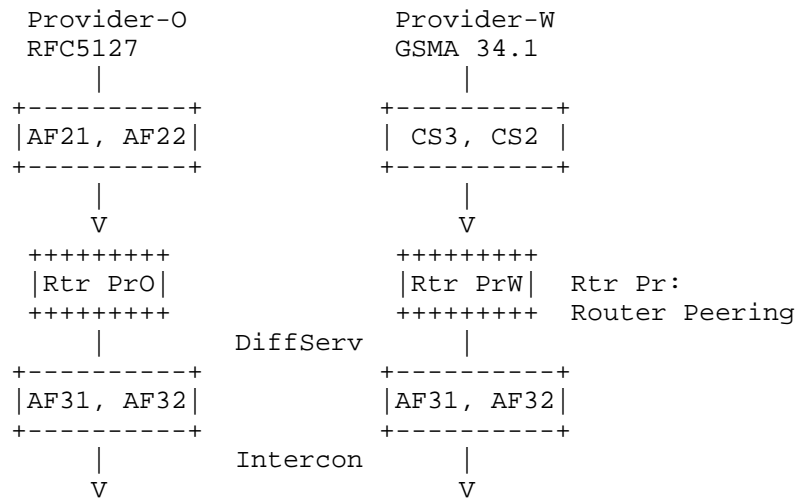 Provider-O Provider-W
RFC5127 GSMA 34.1
| |
+----------+ +----------+
|AF21, AF22| | CS3, CS2 |
+----------+ +----------+
| |
V V
+++++++++ +++++++++
|Rtr PrO| |Rtr PrW| Rtr Pr:
+++++++++ +++++++++ Router Peering
| DiffServ |
+----------+ +----------+
|AF31, AF32| |AF31, AF32|
+----------+ +----------+
| Intercon |
V V